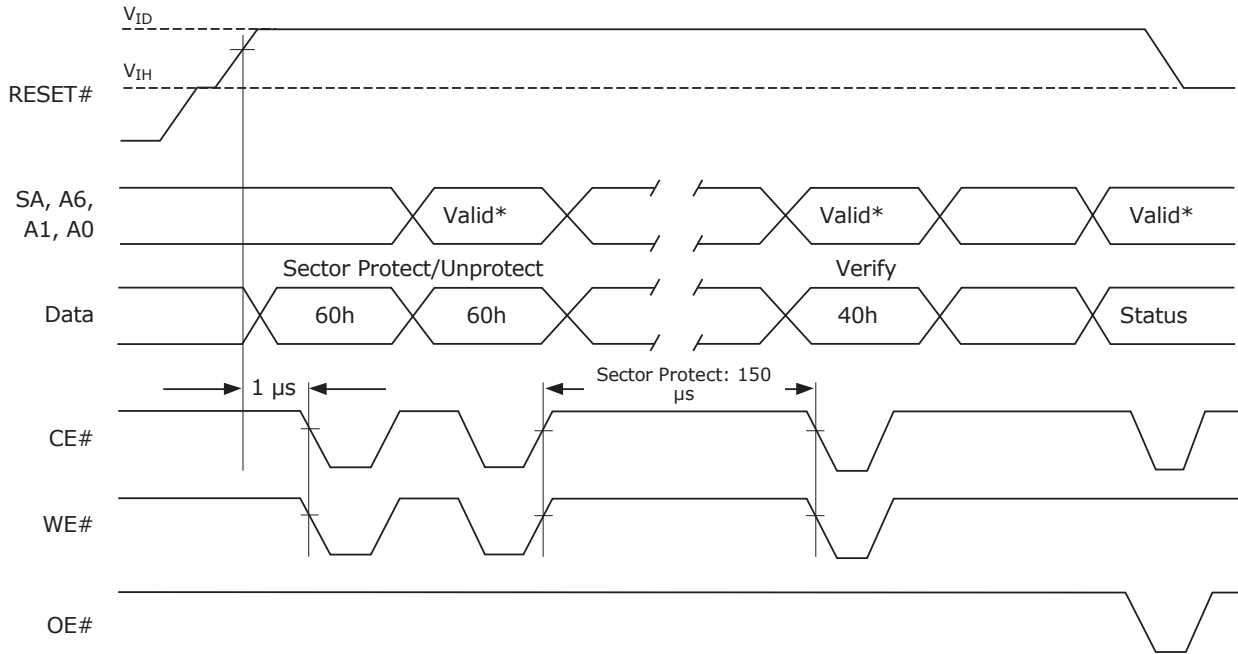 VID
VIH
RESET#
SA, A6,
A1, A0
Valid*
Valid*
Valid*
Sector Protect/Unprotect
Verify
Data
60h
60h
40h
Status
1 µs
Sector Protect: 150
µs
CE#
WE#
OE#